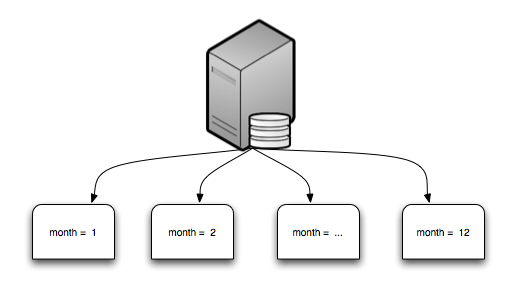 month = 1
month = 2
month = ...
month = 12